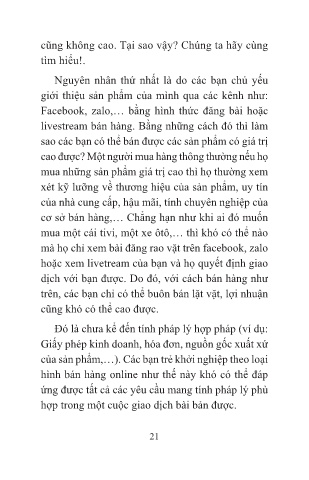 cũng không cao. Tại sao vậy? Chúng ta hãy cùng
tìm hiểu!.
Nguyên nhân thứ nhất là do các bạn chủ yếu
giới thiệu sản phẩm của mình qua các kênh như:
Facebook, zalo,… bằng hình thức đăng bài hoặc
livestream bán hàng. Bằng những cách đó thì làm
sao các bạn có thể bán được các sản phẩm có giá trị
cao được? Một người mua hàng thông thường nếu họ
mua những sản phẩm giá trị cao thì họ thường xem
xét kỹ lưỡng về thương hiệu của sản phẩm, uy tín
của nhà cung cấp, hậu mãi, tính chuyên nghiệp của
cơ sở bán hàng,… Chẳng hạn như khi ai đó muốn
mua một cái tivi, một xe ôtô,… thì khó có thể nào
mà họ chỉ xem bài đăng rao vặt trên facebook, zalo
hoặc xem livetream của bạn và họ quyết định giao
dịch với bạn được. Do đó, với cách bán hàng như
trên, các bạn chỉ có thể buôn bán lặt vặt, lợi nhuận
cũng khó có thể cao được.
Đó là chưa kể đến tính pháp lý hợp pháp (ví dụ:
Giấy phép kinh doanh, hóa đơn, nguồn gốc xuất xứ
của sản phẩm,…). Các bạn trẻ khởi nghiệp theo loại
hình bán hàng online như thế này khó có thể đáp
ứng được tất cả các yêu cầu mang tính pháp lý phù
hợp trong một cuộc giao dịch bài bản được.
21